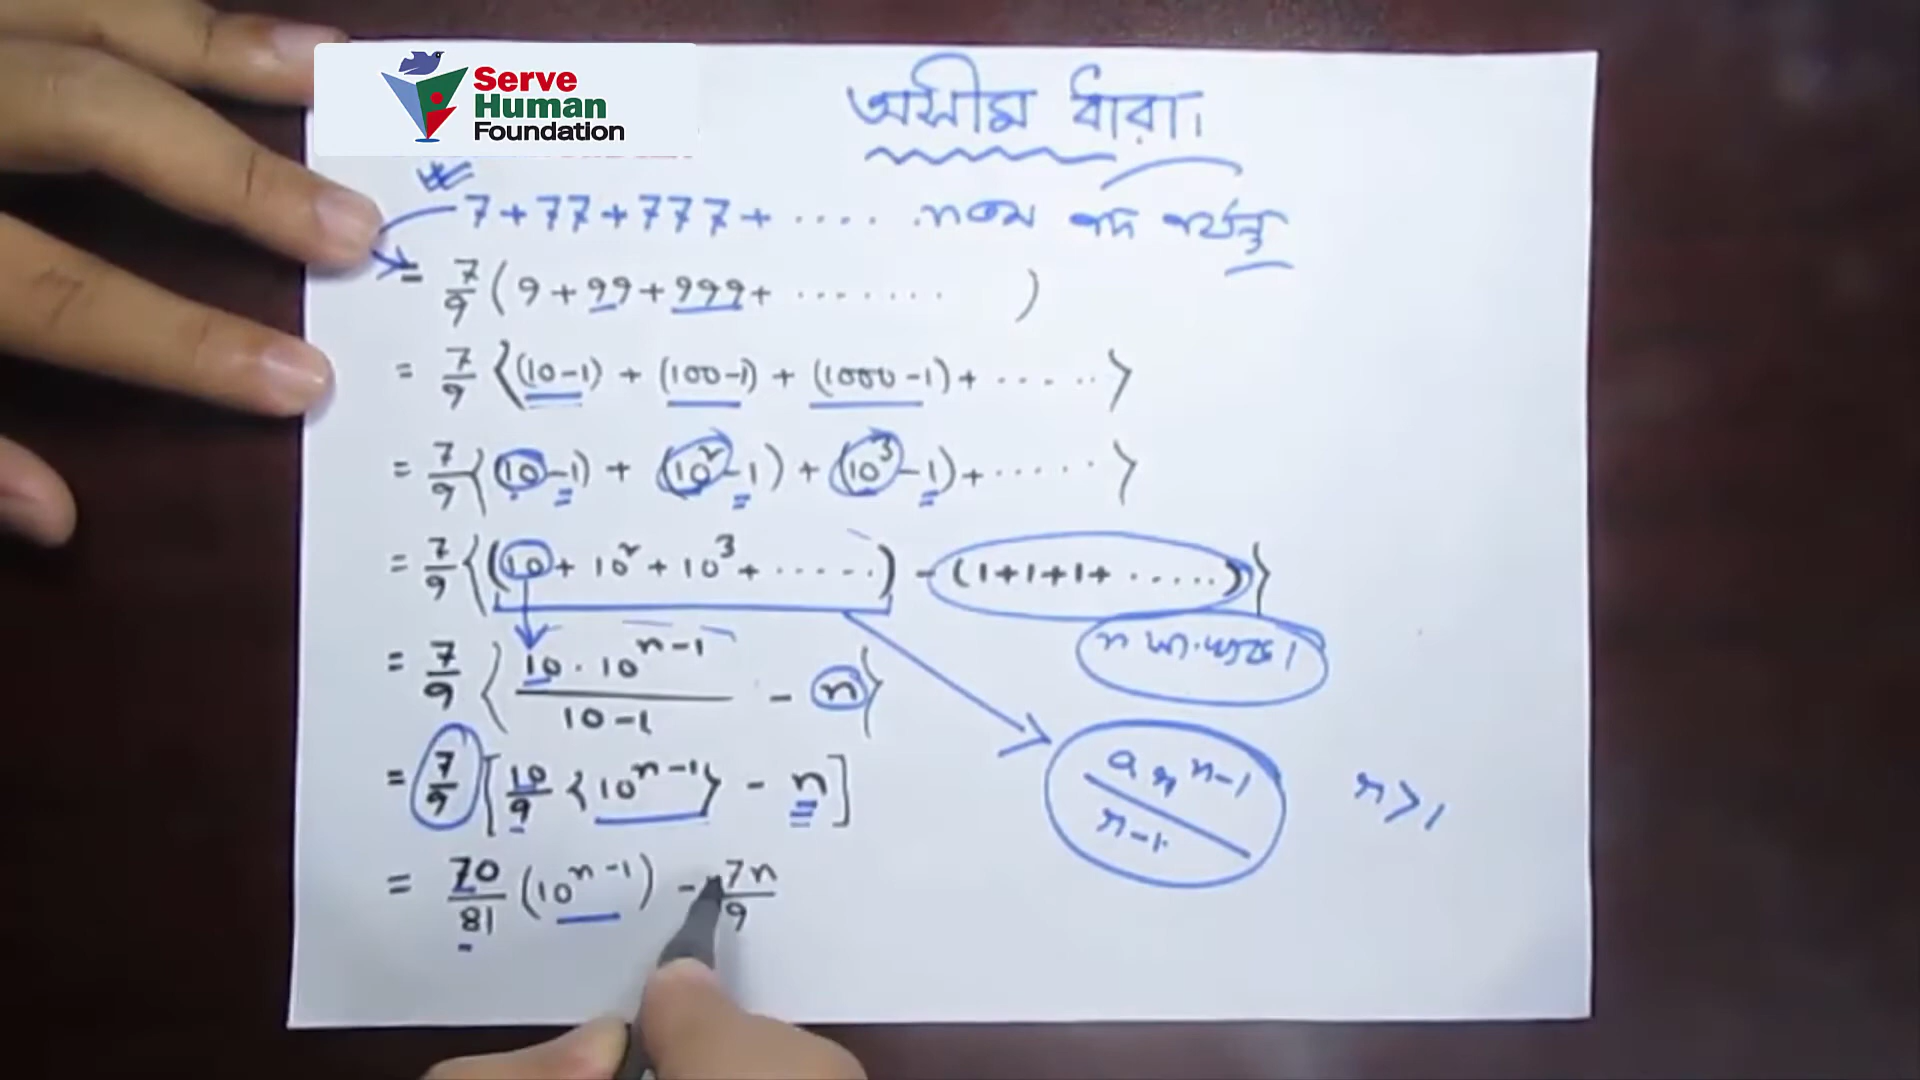 Serve
Human
Foundation
অসীম ধারা।
7+77+777+ ..... n তম পদ পর্যন্ত
= 7/9 (9+99+999+ ........ )
= 7/9 {(10-1) + (100-1) + (1000-1)+ ......}
= 7/9 {(10-1) + (10²-1) + (10³-1)+ ......}
= 7/9 {(10+10²+10³+ ......) - (1+1+1+ ......)}
= 7/9 {10·10ⁿ⁻¹/10-1 - n}
n
= 7/9 [10/9 {10ⁿ⁻¹} - n]
arⁿ⁻¹/r-1 r>1
= 70/81 (10ⁿ⁻¹) - 7n/9